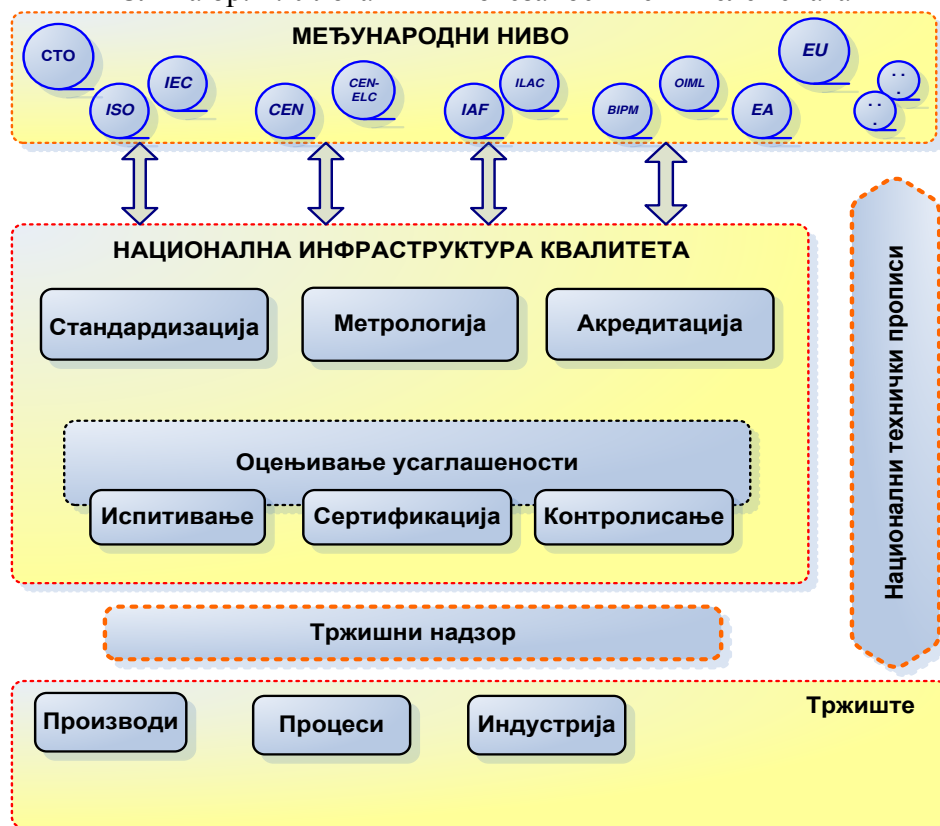 МЕЂУНАРОДНИ НИВО
СТО
ISO
IEC
CEN
CEN-
ELC
IAF
ILAC
BIPM
OIML
EA
EU
. . .
. . .
НАЦИОНАЛНА ИНФРАСТРУКТУРА КВАЛИТЕТА
Стандардизација
Метрологија
Акредитација
Оцењивање усаглашености
Испитивање
Сертификација
Контролисање
Национални технички прописи
Тржишни надзор
Тржиште
Производи
Процеси
Индустрија